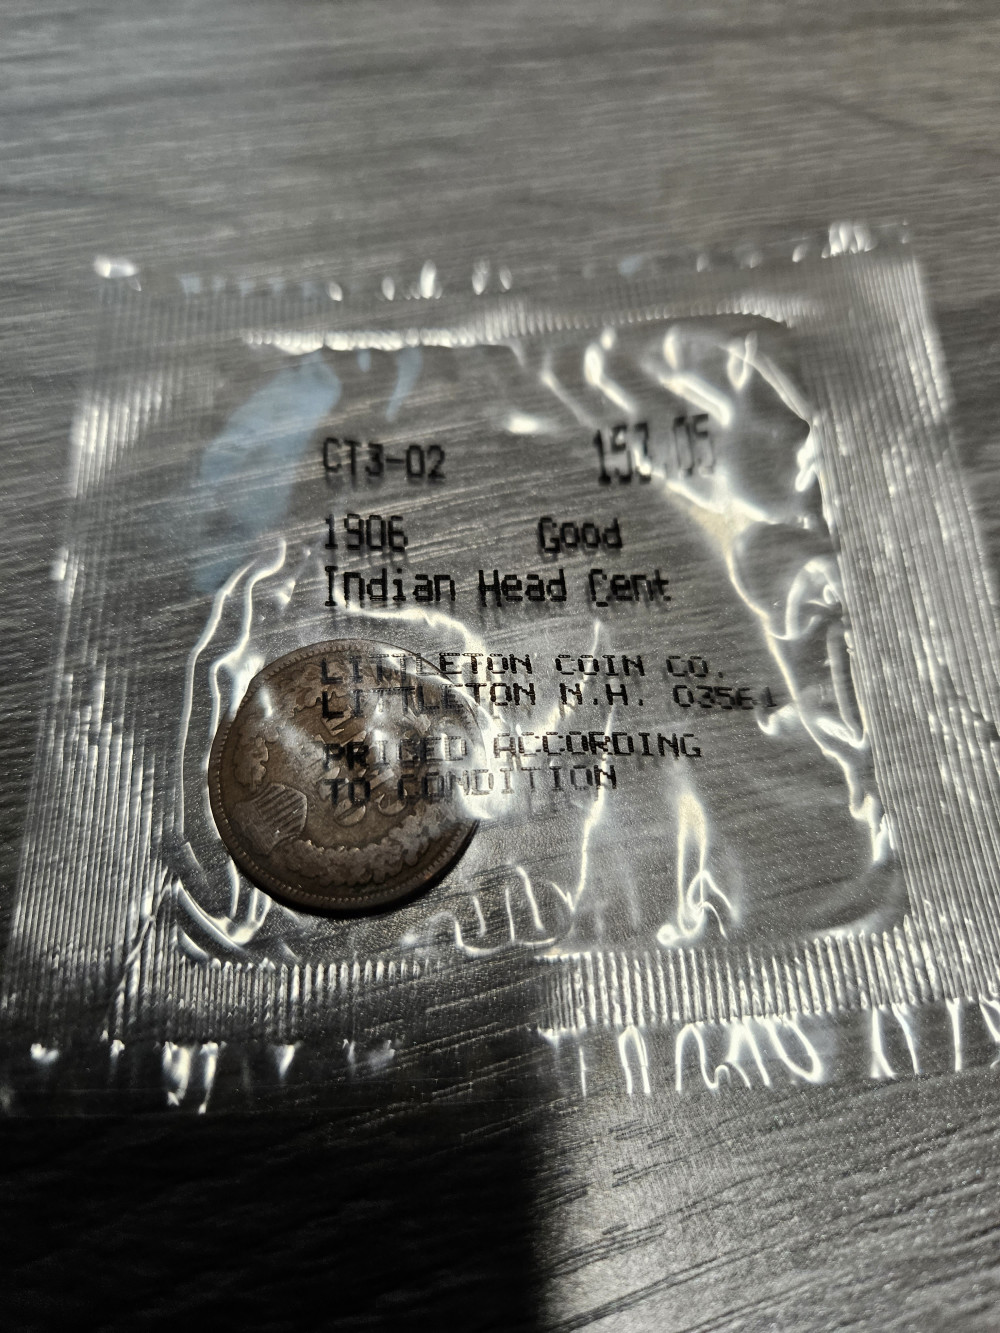 CT3-02
1906 Good
Indian Head Cent
LITTLETON COIN CO.
LITTLETON N.H. 03561
PRICED ACCORDING
TO CONDITION